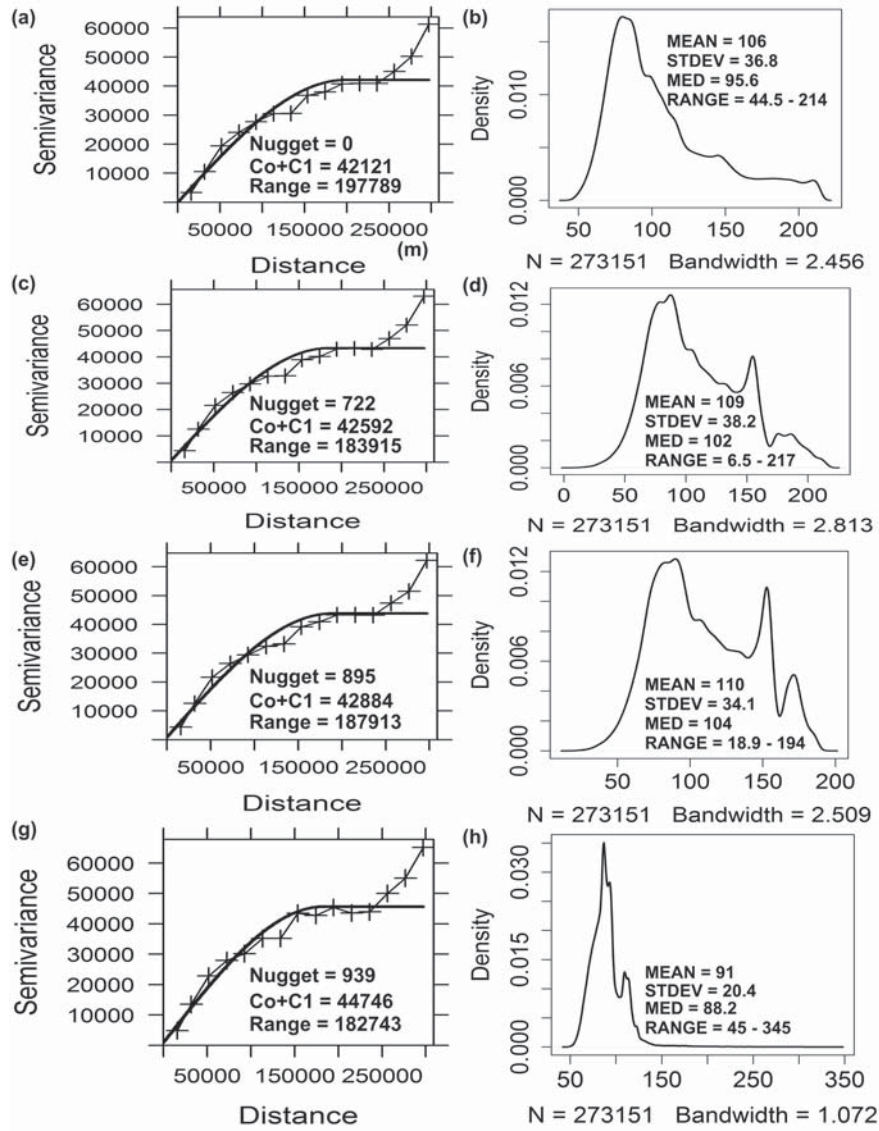 (a)
Semivariance
60000
50000
40000
30000
20000
10000
Nugget = 0
Co+C1 = 42121
Range = 197789
50000 150000 250000
(m)
Distance
(b)
Density
0.010
0.000
MEAN = 106
STDEV = 36.8
MED = 95.6
RANGE = 44.5 - 214
50 100 150 200
N = 273151 Bandwidth = 2.456
(c)
Semivariance
60000
50000
40000
30000
20000
10000
Nugget = 722
Co+C1 = 42592
Range = 183915
50000 150000 250000
Distance
(d)
Density
0.012
0.006
0.000
MEAN = 109
STDEV = 38.2
MED = 102
RANGE = 6.5 - 217
0 50 100 150 200
N = 273151 Bandwidth = 2.813
(e)
Semivariance
60000
50000
40000
30000
20000
10000
Nugget = 895
Co+C1 = 42884
Range = 187913
50000 150000 250000
Distance
(f)
Density
0.012
0.006
0.000
MEAN = 110
STDEV = 34.1
MED = 104
RANGE = 18.9 - 194
50 100 150 200
N = 273151 Bandwidth = 2.509
(g)
Semivariance
60000
50000
40000
30000
20000
10000
Nugget = 939
Co+C1 = 44746
Range = 182743
50000 150000 250000
Distance
(h)
Density
0.030
0.015
0.000
MEAN = 91
STDEV = 20.4
MED = 88.2
RANGE = 45 - 345
50 150 250 350
N = 273151 Bandwidth = 1.072